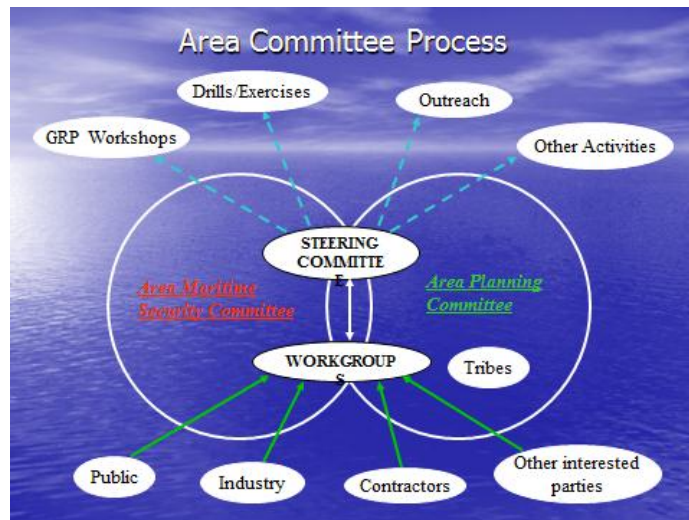 Area Committee Process
Drills/Exercises
Outreach
GRP Workshops
Other Activities
STEERING
COMMITTE
E
Area Maritime
Security Committee
Area Planning
Committee
WORKGROUP
S
Tribes
Public
Industry
Contractors
Other interested
parties